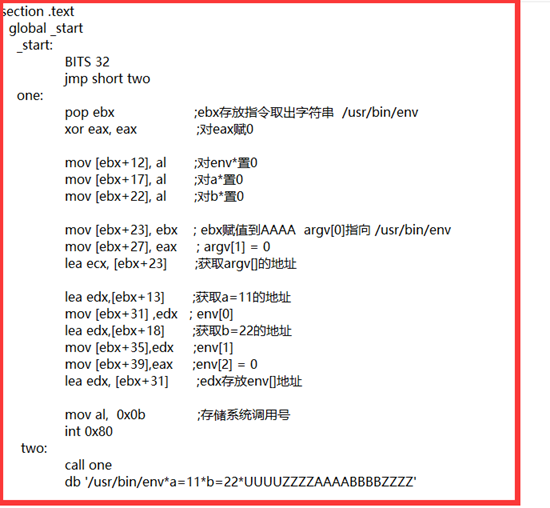 section .text
global _start
_start:
BITS 32
jmp short two
one:
pop ebx ;ebx存放指令取出字符串 /usr/bin/env
xor eax, eax ;对eax赋0
mov [ebx+12], al ;对env*置0
mov [ebx+17], al ;对a*置0
mov [ebx+22], al ;对b*置0
mov [ebx+23], ebx ; ebx赋值到AAAA argv[0]指向 /usr/bin/env
mov [ebx+27], eax ; argv[1] = 0
lea ecx, [ebx+23] ;获取argv[]的地址
lea edx,[ebx+13] ;获取a=11的地址
mov [ebx+31] ,edx ; env[0]
lea edx,[ebx+18] ;获取b=22的地址
mov [ebx+35],edx ;env[1]
mov [ebx+39],eax ;env[2] = 0
lea edx, [ebx+31] ;edx存放env[]地址
mov al, 0x0b ;存储系统调用号
int 0x80
two:
call one
db '/usr/bin/env*a=11*b=22*UUUUZZZZAAAABBBBZZZZ'